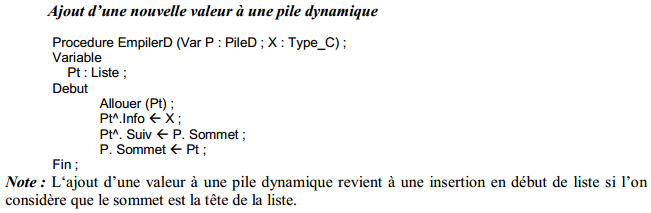 Ajout d’une nouvelle valeur à une pile dynamique
Procedure EmpilerD (Var P : PileD ; X : Type_C) ;
Variable
Pt : Liste ;
Debut
Allouer (Pt) ;
Pt^.Info ← X ;
Pt^. Suiv ← P. Sommet ;
P. Sommet ← Pt ;
Fin ;
Note : L‘ajout d’une valeur à une pile dynamique revient à une insertion en début de liste si l’on
considère que le sommet est la tête de la liste.